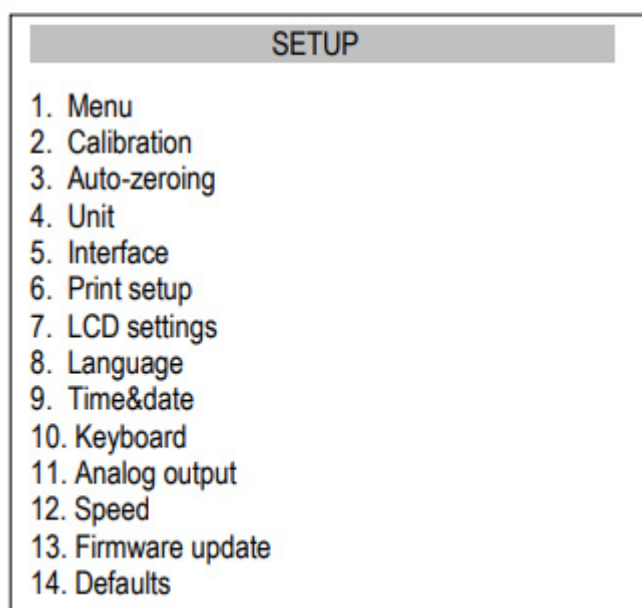 SETUP
1. Menu
2. Calibration
3. Auto-zeroing
4. Unit
5. Interface
6. Print setup
7. LCD settings
8. Language
9. Time&date
10. Keyboard
11. Analog output
12. Speed
13. Firmware update
14. Defaults